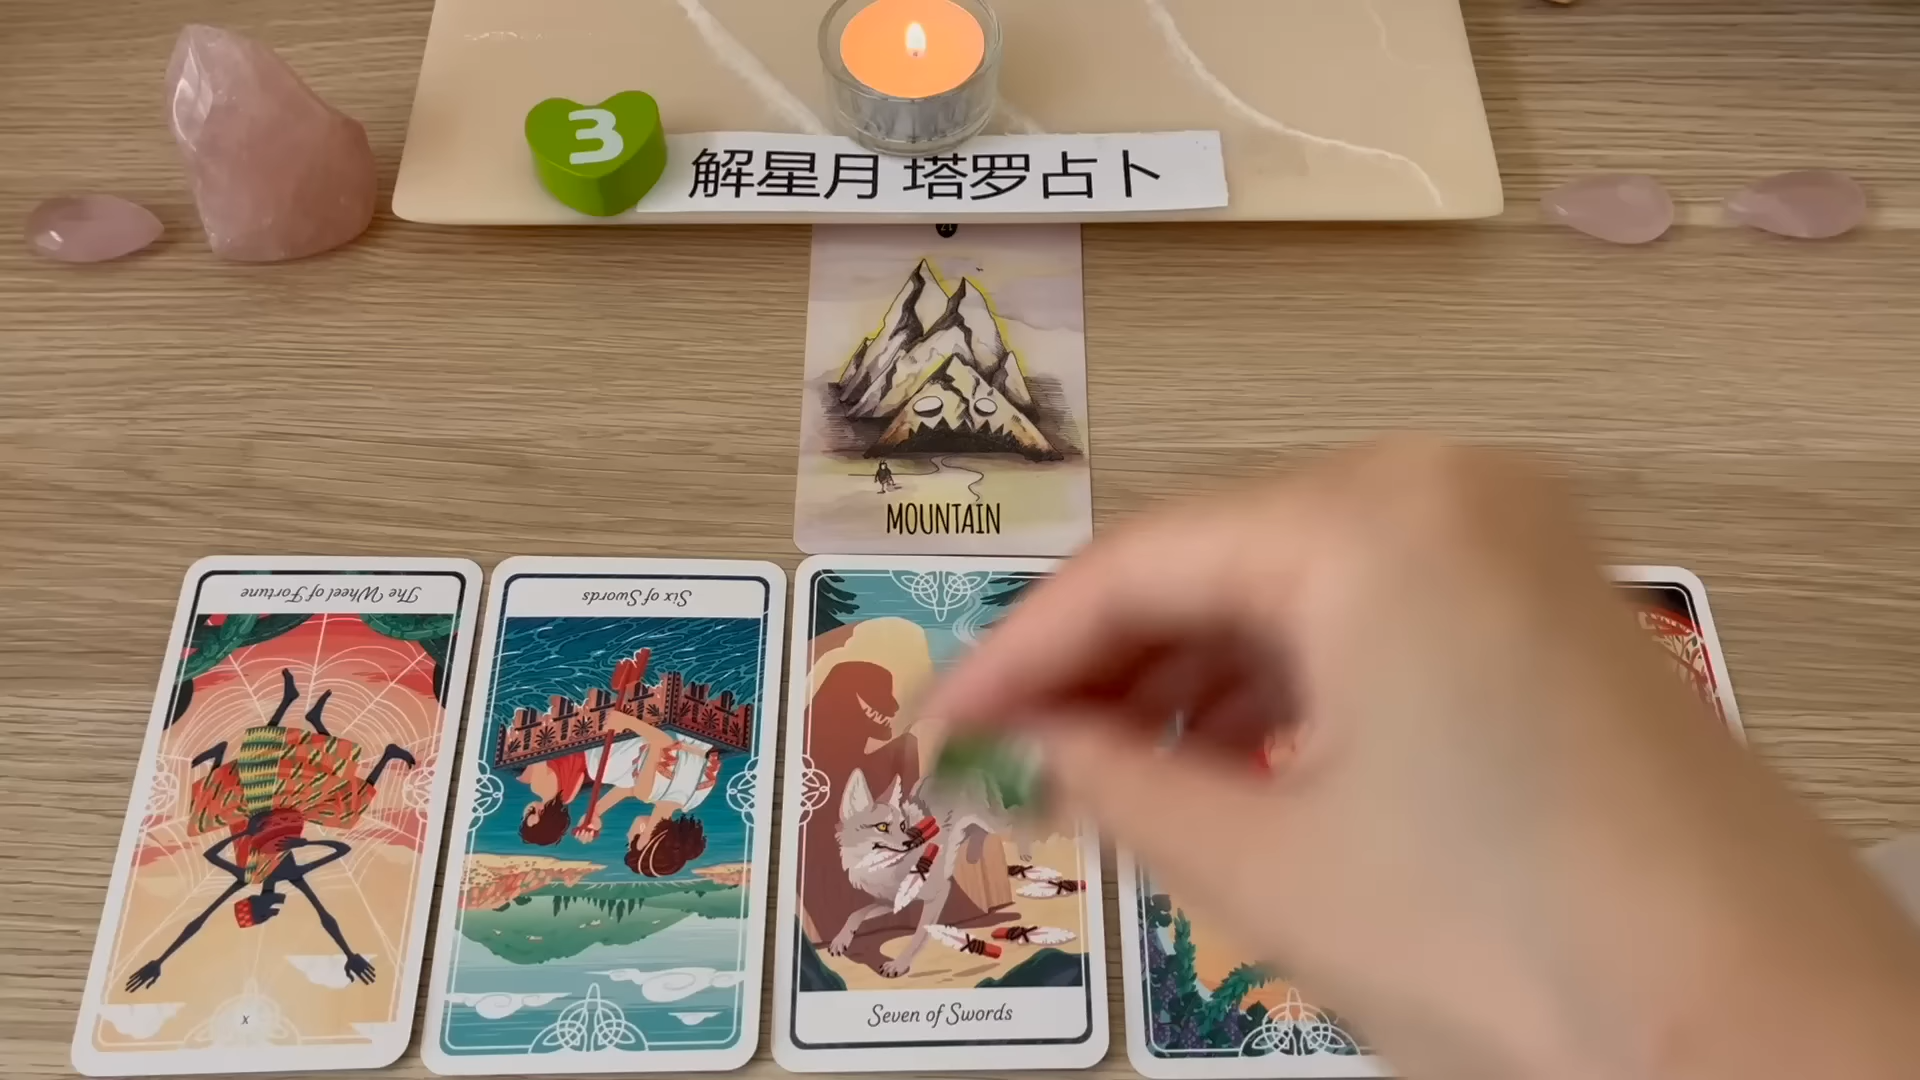 3
解星月 塔罗占卜
21
MOUNTAIN
The Wheel of Fortune
Six of Swords
Seven of Swords
x